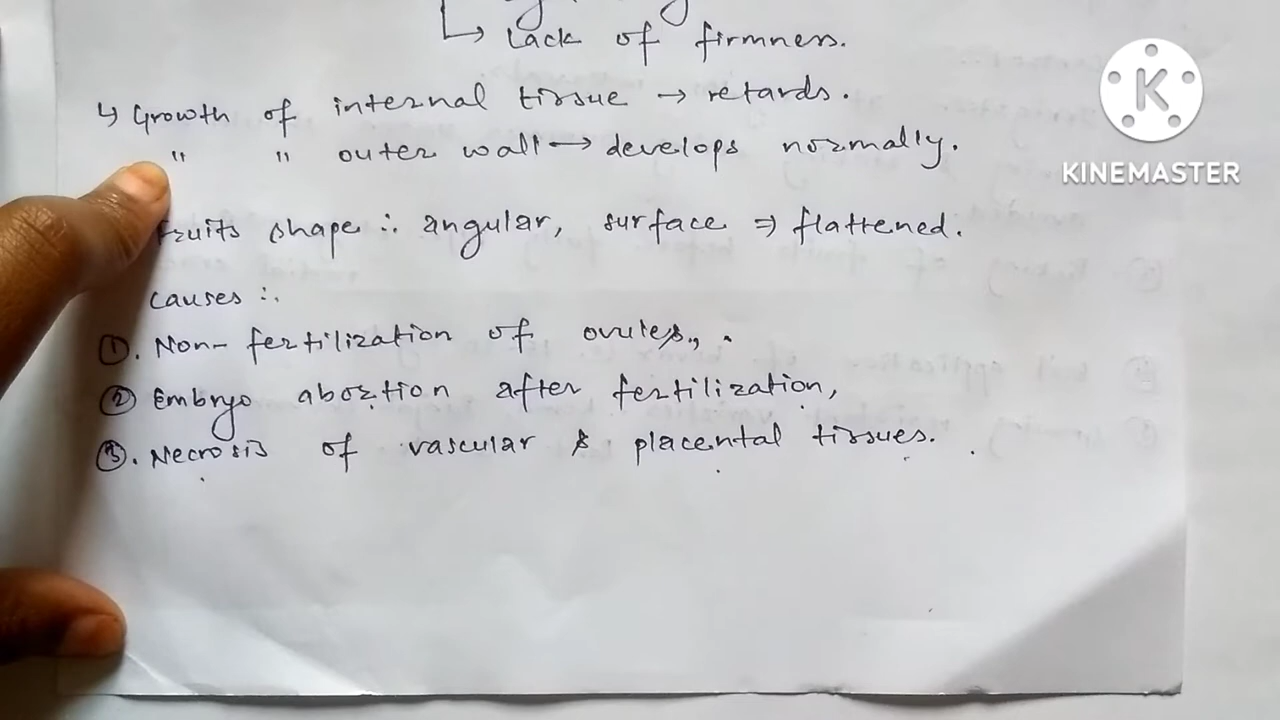 ↳ Lack of firmness.
↳ Growth of internal tissue → retards.
" " outer wall → develops normally.
Fruits shape :. angular, surface ⇒ flattened.
causes :.
①. Non-fertilization of ovules,.
② Embryo abortion after fertilization,
③. Necrosis of vascular & placental tissues.
K
KINEMASTER